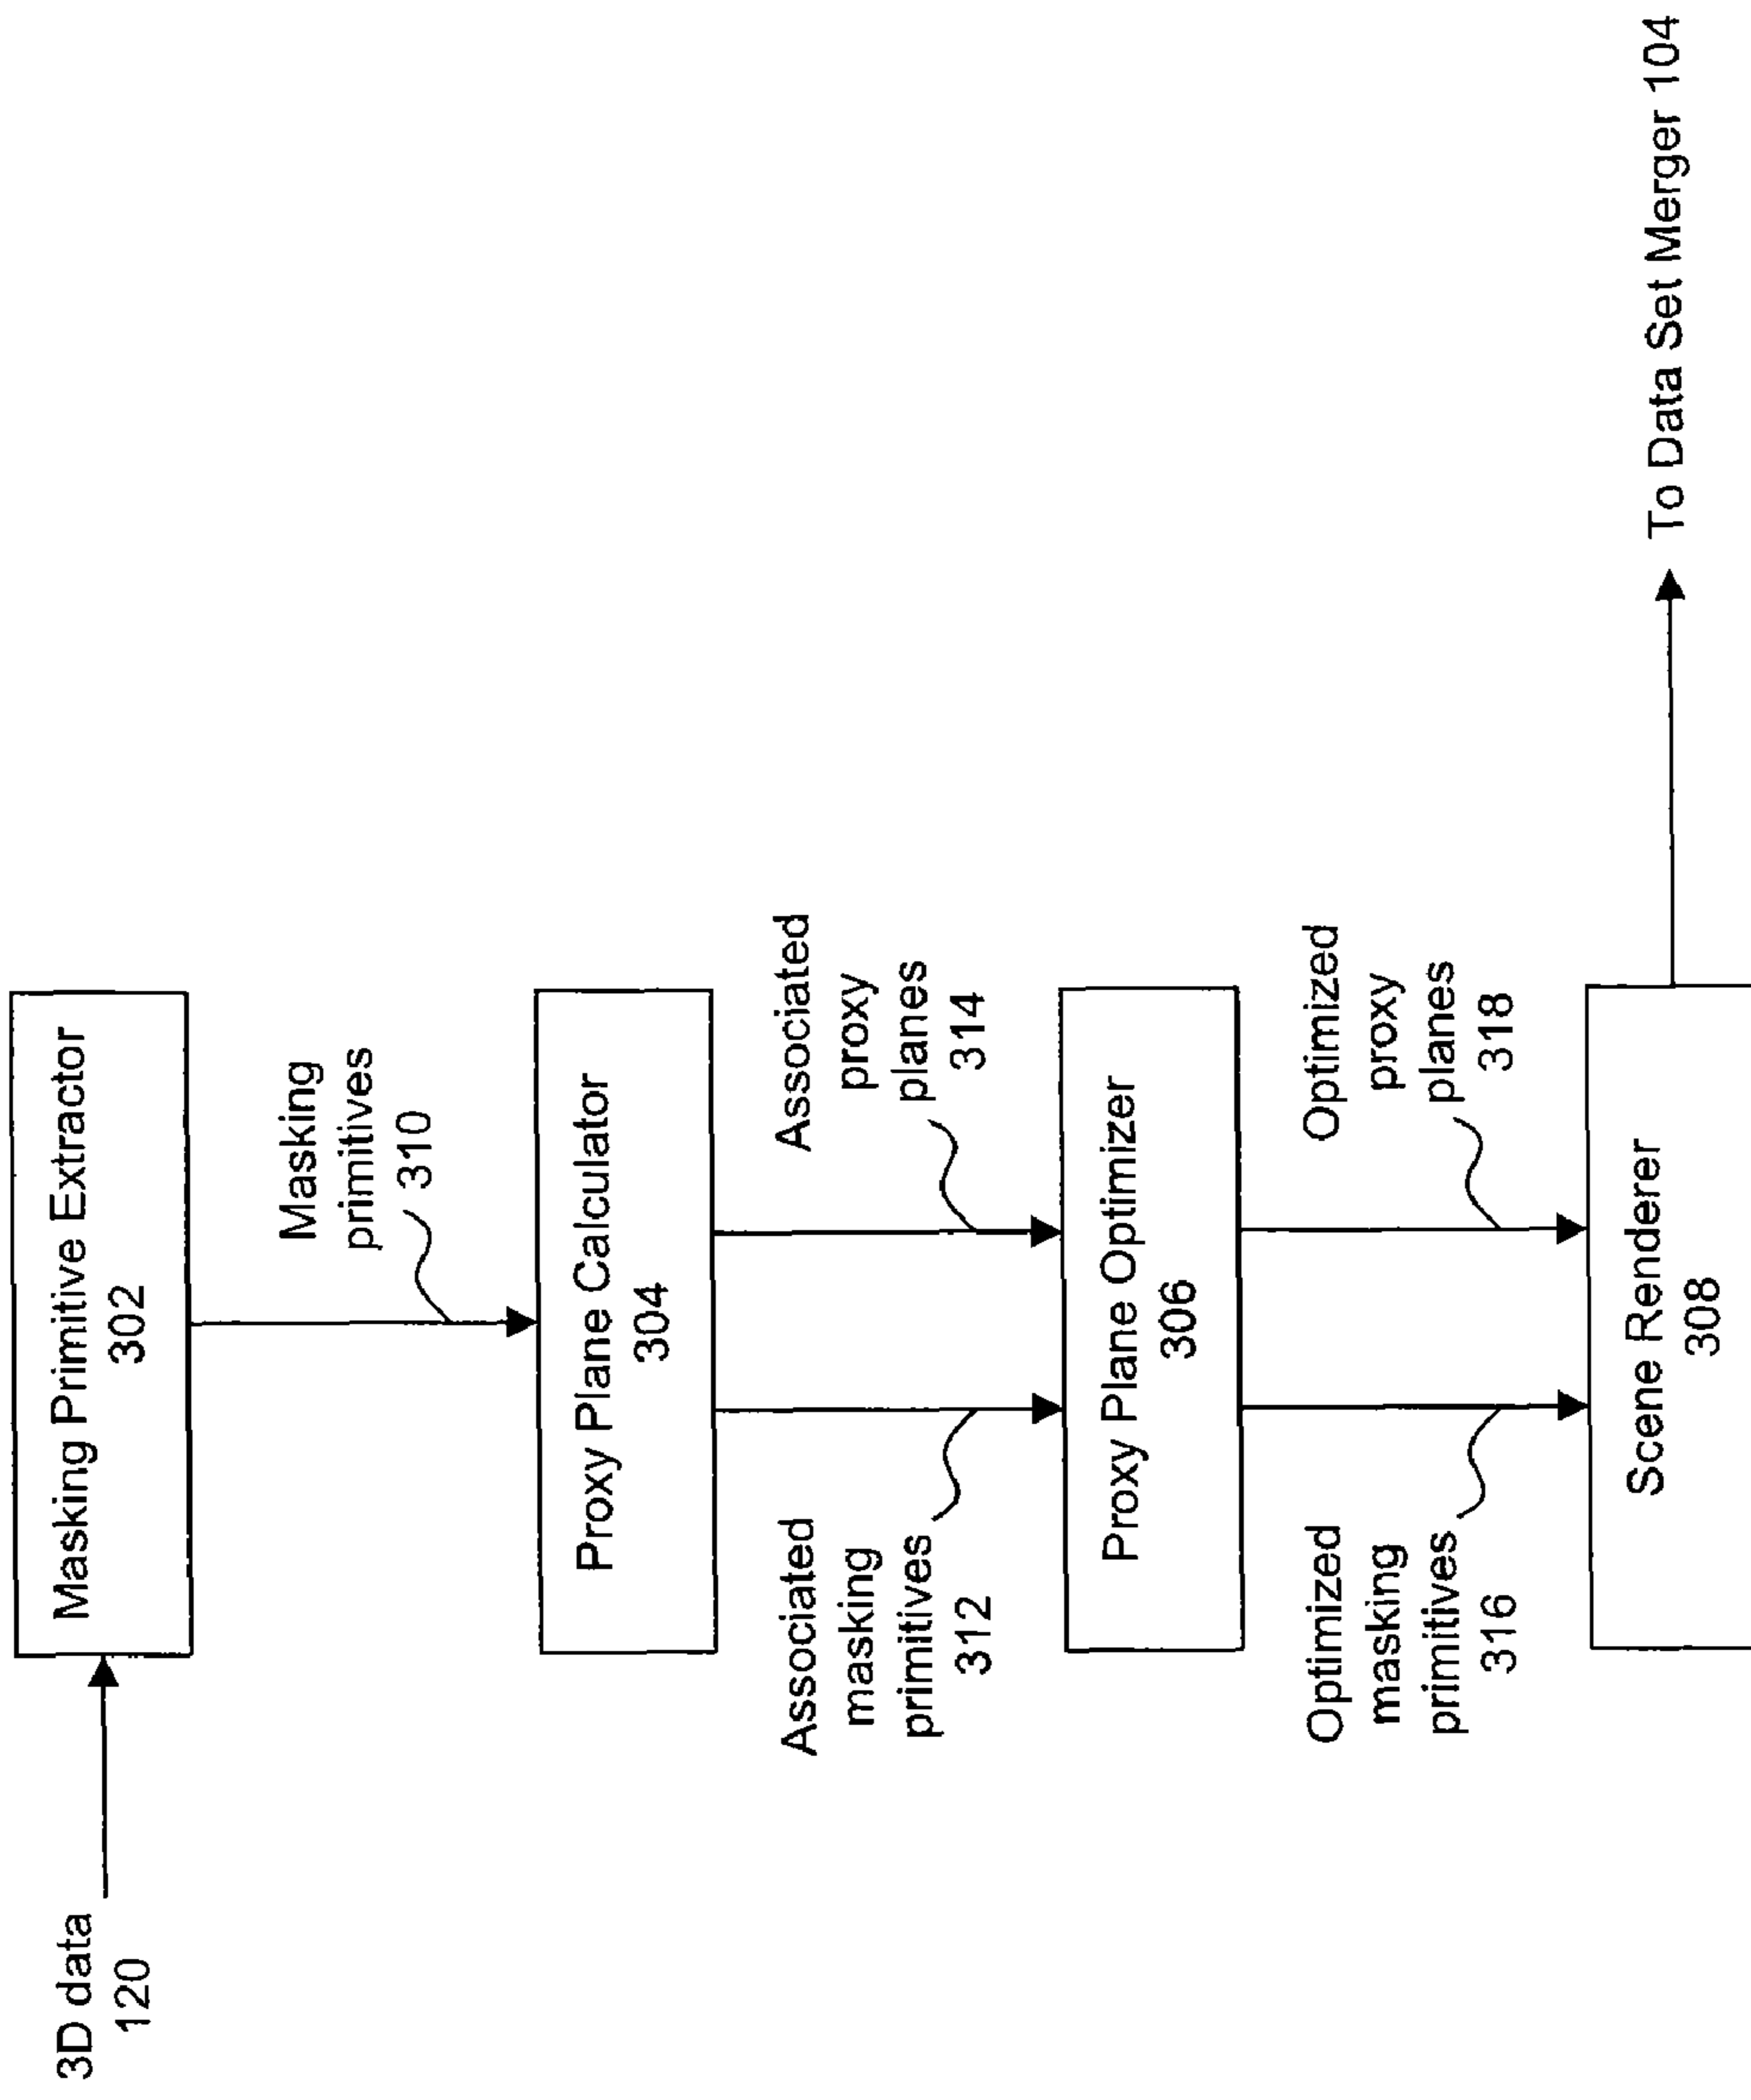 3D data
120
Masking Primitive Extractor
302
Masking
primitives
310
Proxy Plane Calculator
304
Associated
masking
primitives
312
Associated
proxy
planes
314
Proxy Plane Optimizer
306
Optimized
masking
primitives
316
Optimized
proxy
planes
318
Scene Renderer
308
To Data Set Merger 104